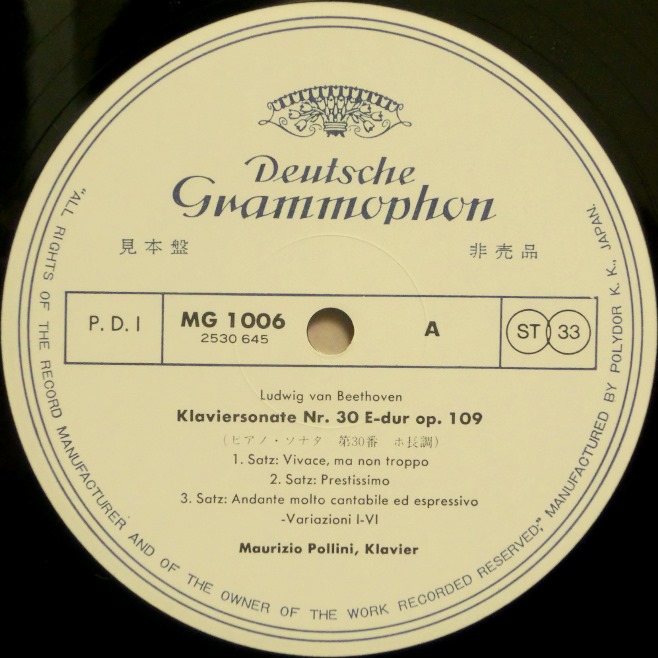 Deutsche
Grammophon
見本盤 非売品
P. D. I MG 1006 A ST 33
2530 645
Ludwig van Beethoven
Klaviersonate Nr. 30 E-dur op. 109
(ピアノ・ソナタ 第30番 ホ長調)
1. Satz: Vivace, ma non troppo
2. Satz: Prestissimo
3. Satz: Andante molto cantabile ed espressivo
-Variazioni I-VI
Maurizio Pollini, Klavier
"ALL RIGHTS OF THE RECORD MANUFACTURER AND OF THE OWNER OF THE WORK RECORDED RESERVED;" MANUFACTURED BY POLYDOR K. K., JAPAN.